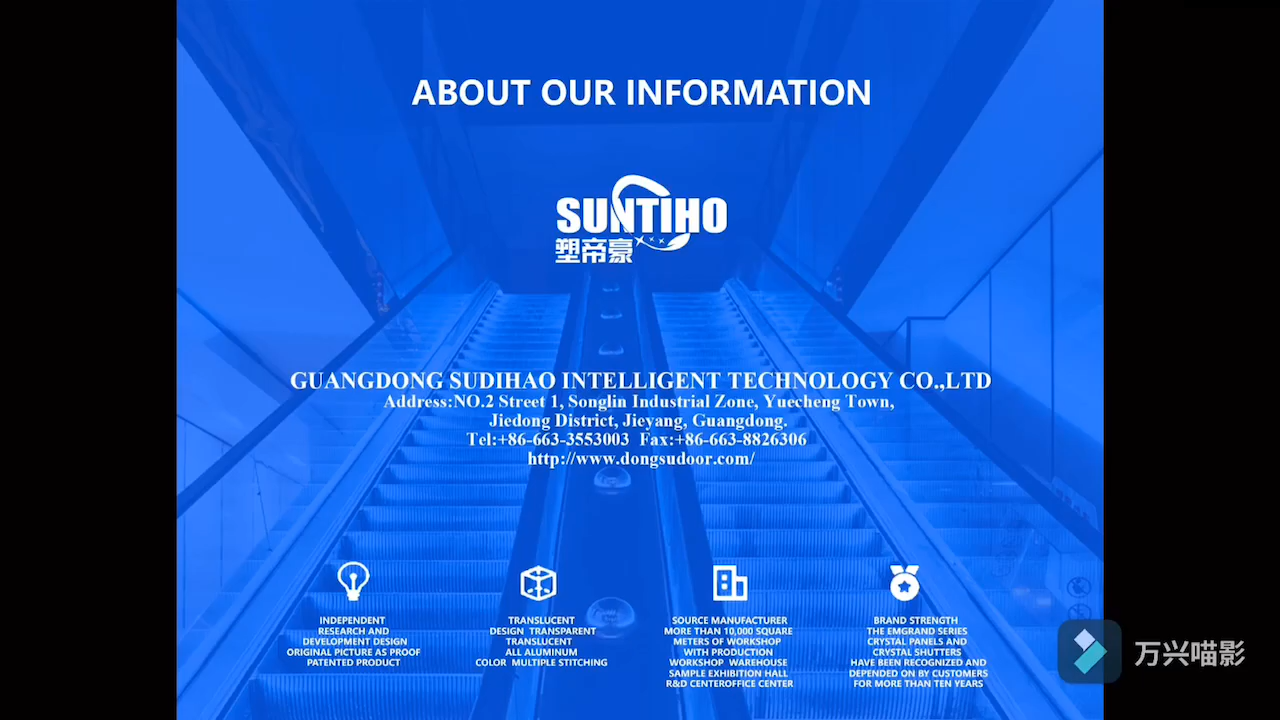 ABOUT OUR INFORMATION
SUNTIHO
塑帝豪
GUANGDONG SUDIHAO INTELLIGENT TECHNOLOGY CO.,LTD
Address:NO.2 Street 1, Songlin Industrial Zone, Yuecheng Town,
Jiedong District, Jieyang, Guangdong.
Tel:+86-663-3553003 Fax:+86-663-8826306
http://www.dongsudoor.com/
INDEPENDENT
RESEARCH AND
DEVELOPMENT DESIGN
ORIGINAL PICTURE AS PROOF
PATENTED PRODUCT
TRANSLUCENT
DESIGN TRANSPARENT
TRANSLUCENT
ALL ALUMINUM
COLOR MULTIPLE STITCHING
SOURCE MANUFACTURER
MORE THAN 10,000 SQUARE
METERS OF WORKSHOP
WITH PRODUCTION
WORKSHOP WAREHOUSE
SAMPLE EXHIBITION HALL
R&D CENTEROFFICE CENTER
BRAND STRENGTH
THE EMGRAND SERIES
CRYSTAL PANELS AND
CRYSTAL SHUTTERS
HAVE BEEN RECOGNIZED AND
DEPENDED ON BY CUSTOMERS
FOR MORE THAN TEN YEARS
万兴喵影